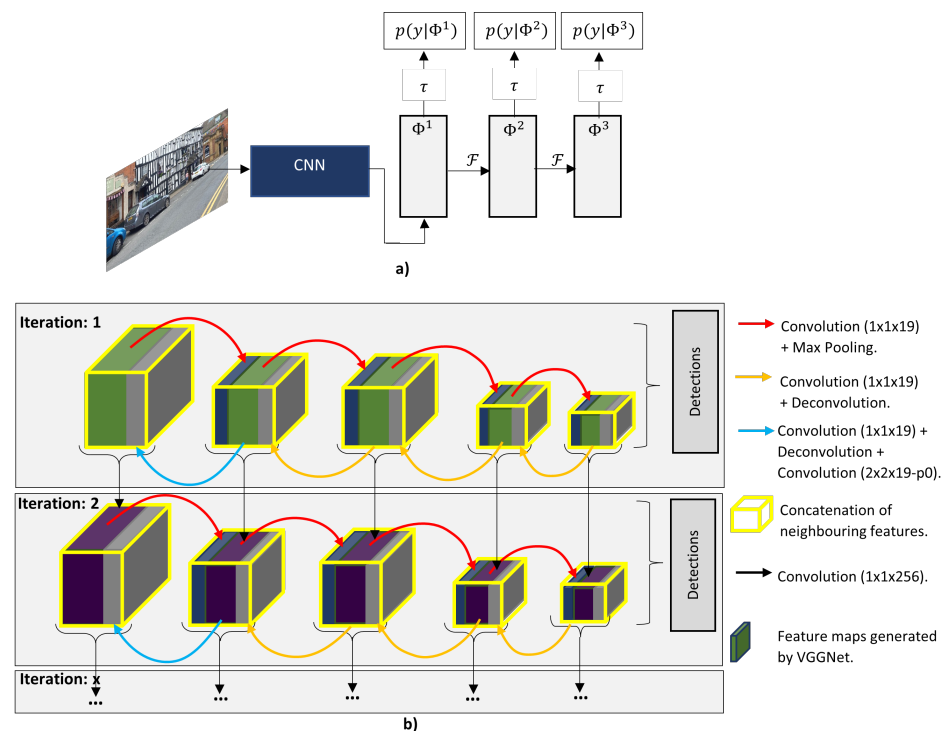 p(y|Φ¹) p(y|Φ²) p(y|Φ³)
τ τ τ
Φ¹ Φ² Φ³
CNN
ℱ ℱ
a)
Iteration: 1
Detections
Iteration: 2
Detections
Iteration: x
... ... ... ... ...
b)
Convolution (1x1x19)
+ Max Pooling.
Convolution (1x1x19)
+ Deconvolution.
Convolution (1x1x19) +
Deconvolution +
Convolution (2x2x19-p0).
Concatenation of
neighbouring features.
Convolution (1x1x256).
Feature maps generated
by VGGNet.